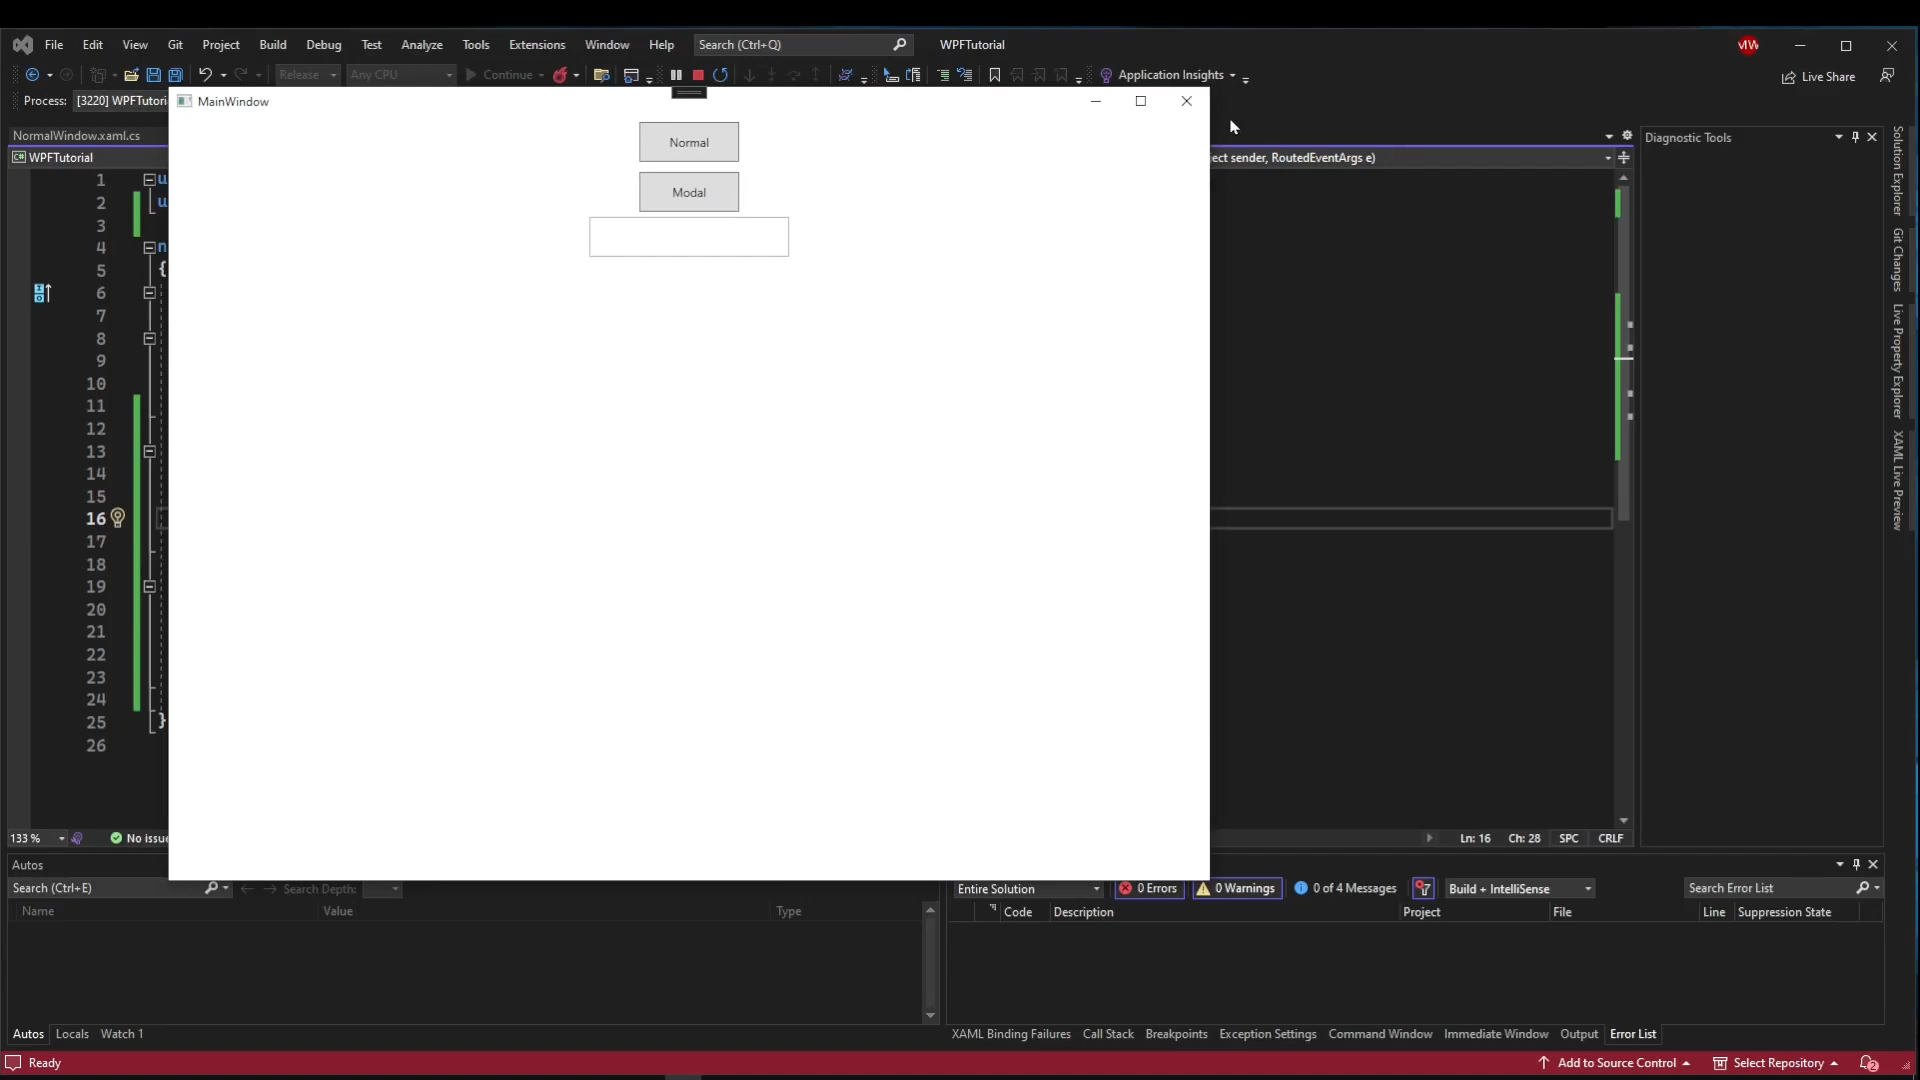 File Edit View Git Project Build Debug Test Analyze Tools Extensions Window Help Search (Ctrl+Q) WPFTutorial MW
Release Any CPU Continue Application Insights Live Share
Process: [3220] WPFTutori
MainWindow
NormalWindow.xaml.cs
Diagnostic Tools
WPFTutorial
ject sender, RoutedEventArgs e)
Normal
Modal
1 u
2 u
3
4 n
5 {
6
7
8
9
10
11
12
13
14
15
16
17
18
19
20
21
22
23
24
25 }
26
Solution Explorer
Git Changes
Live Property Explorer
XAML Live Preview
133 % No issue
Ln: 16 Ch: 28 SPC CRLF
Autos
Search (Ctrl+E) Search Depth:
Name Value Type
Entire Solution 0 Errors 0 Warnings 0 of 4 Messages Build + IntelliSense Search Error List
Code Description Project File Line Suppression State
Autos Locals Watch 1
XAML Binding Failures Call Stack Breakpoints Exception Settings Command Window Immediate Window Output Error List
Ready Add to Source Control Select Repository 2